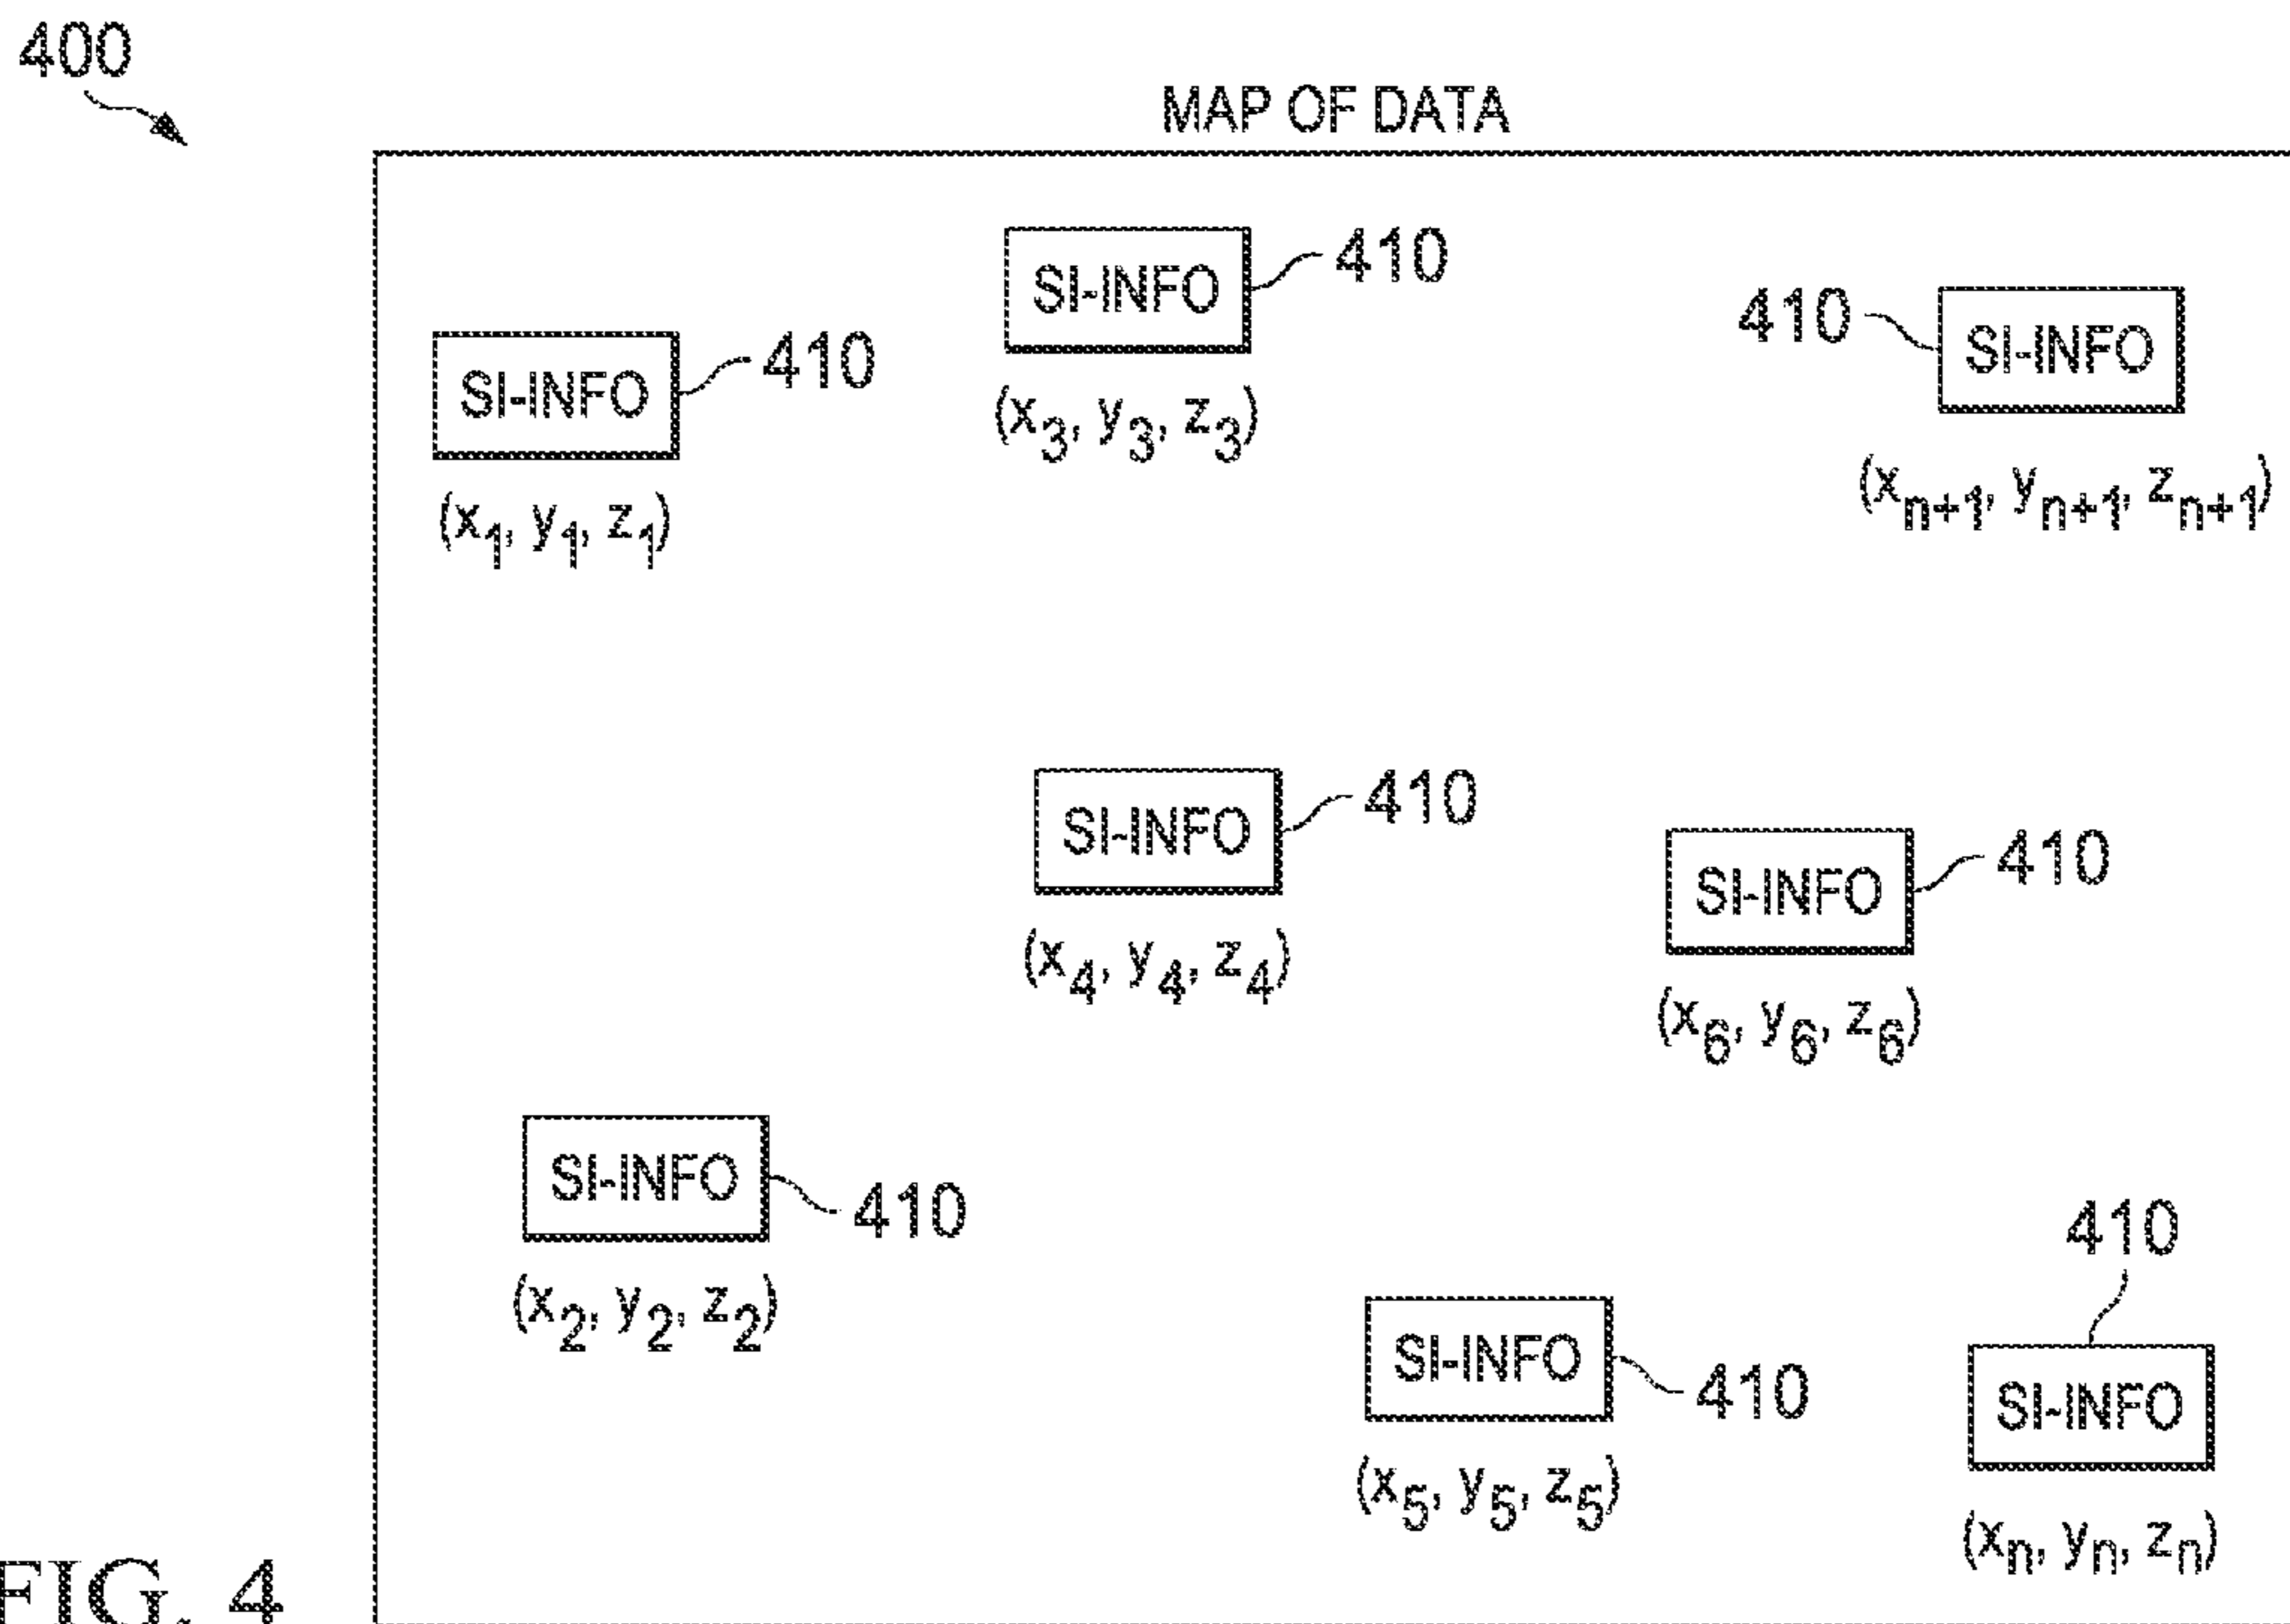 400
MAP OF DATA
SI-INFO 410
(x₃, y₃, z₃)
410 SI-INFO
(xₙ₊₁, yₙ₊₁, zₙ₊₁)
SI-INFO 410
(x₁, y₁, z₁)
SI-INFO 410
(x₄, y₄, z₄)
SI-INFO 410
(x₆, y₆, z₆)
SI-INFO 410
(x₂, y₂, z₂)
SI-INFO 410
(x₅, y₅, z₅)
410
SI-INFO
(xₙ, yₙ, zₙ)
FIG. 4